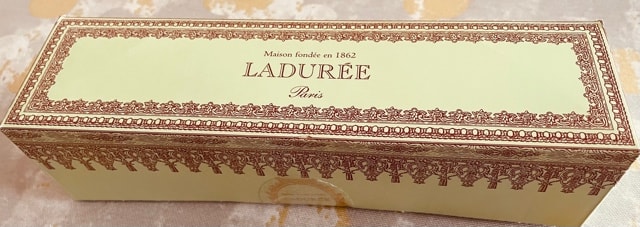 Maison fondée en 1862
LADURÉE
Paris